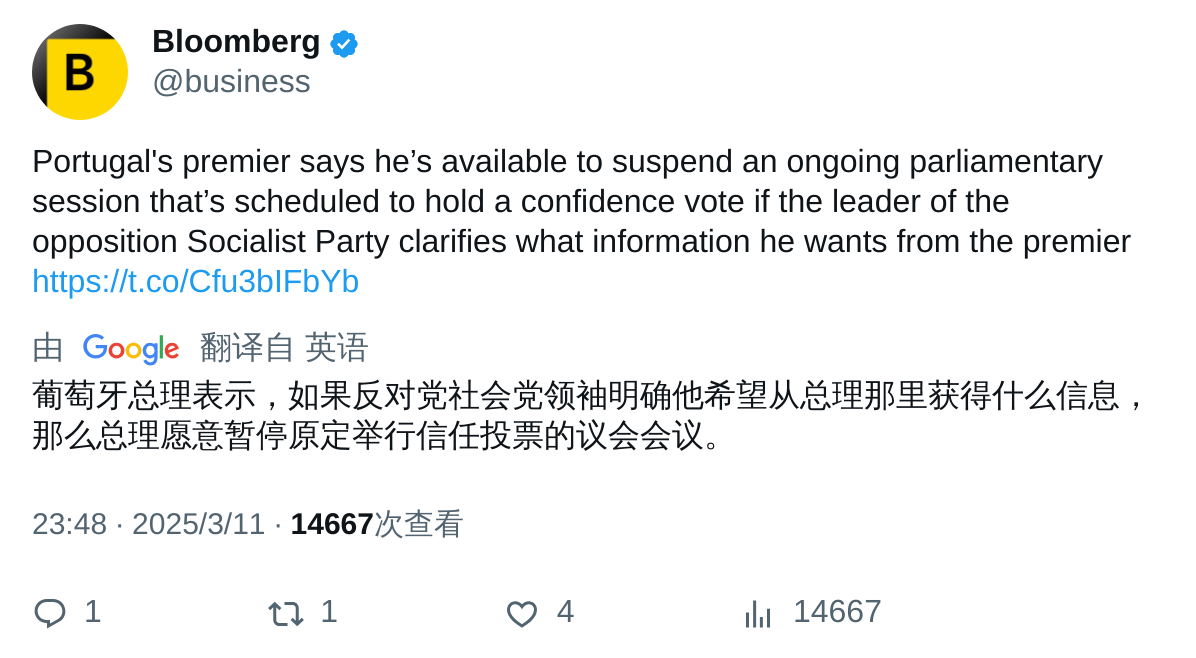 B
Bloomberg
@business
Portugal's premier says he’s available to suspend an ongoing parliamentary
session that’s scheduled to hold a confidence vote if the leader of the
opposition Socialist Party clarifies what information he wants from the premier
https://t.co/Cfu3bIFbYb
由 Google 翻译自 英语
葡萄牙总理表示，如果反对党社会党领袖明确他希望从总理那里获得什么信息，
那么总理愿意暂停原定举行信任投票的议会会议。
23:48 · 2025/3/11 · 14667次查看
1 1 4 14667